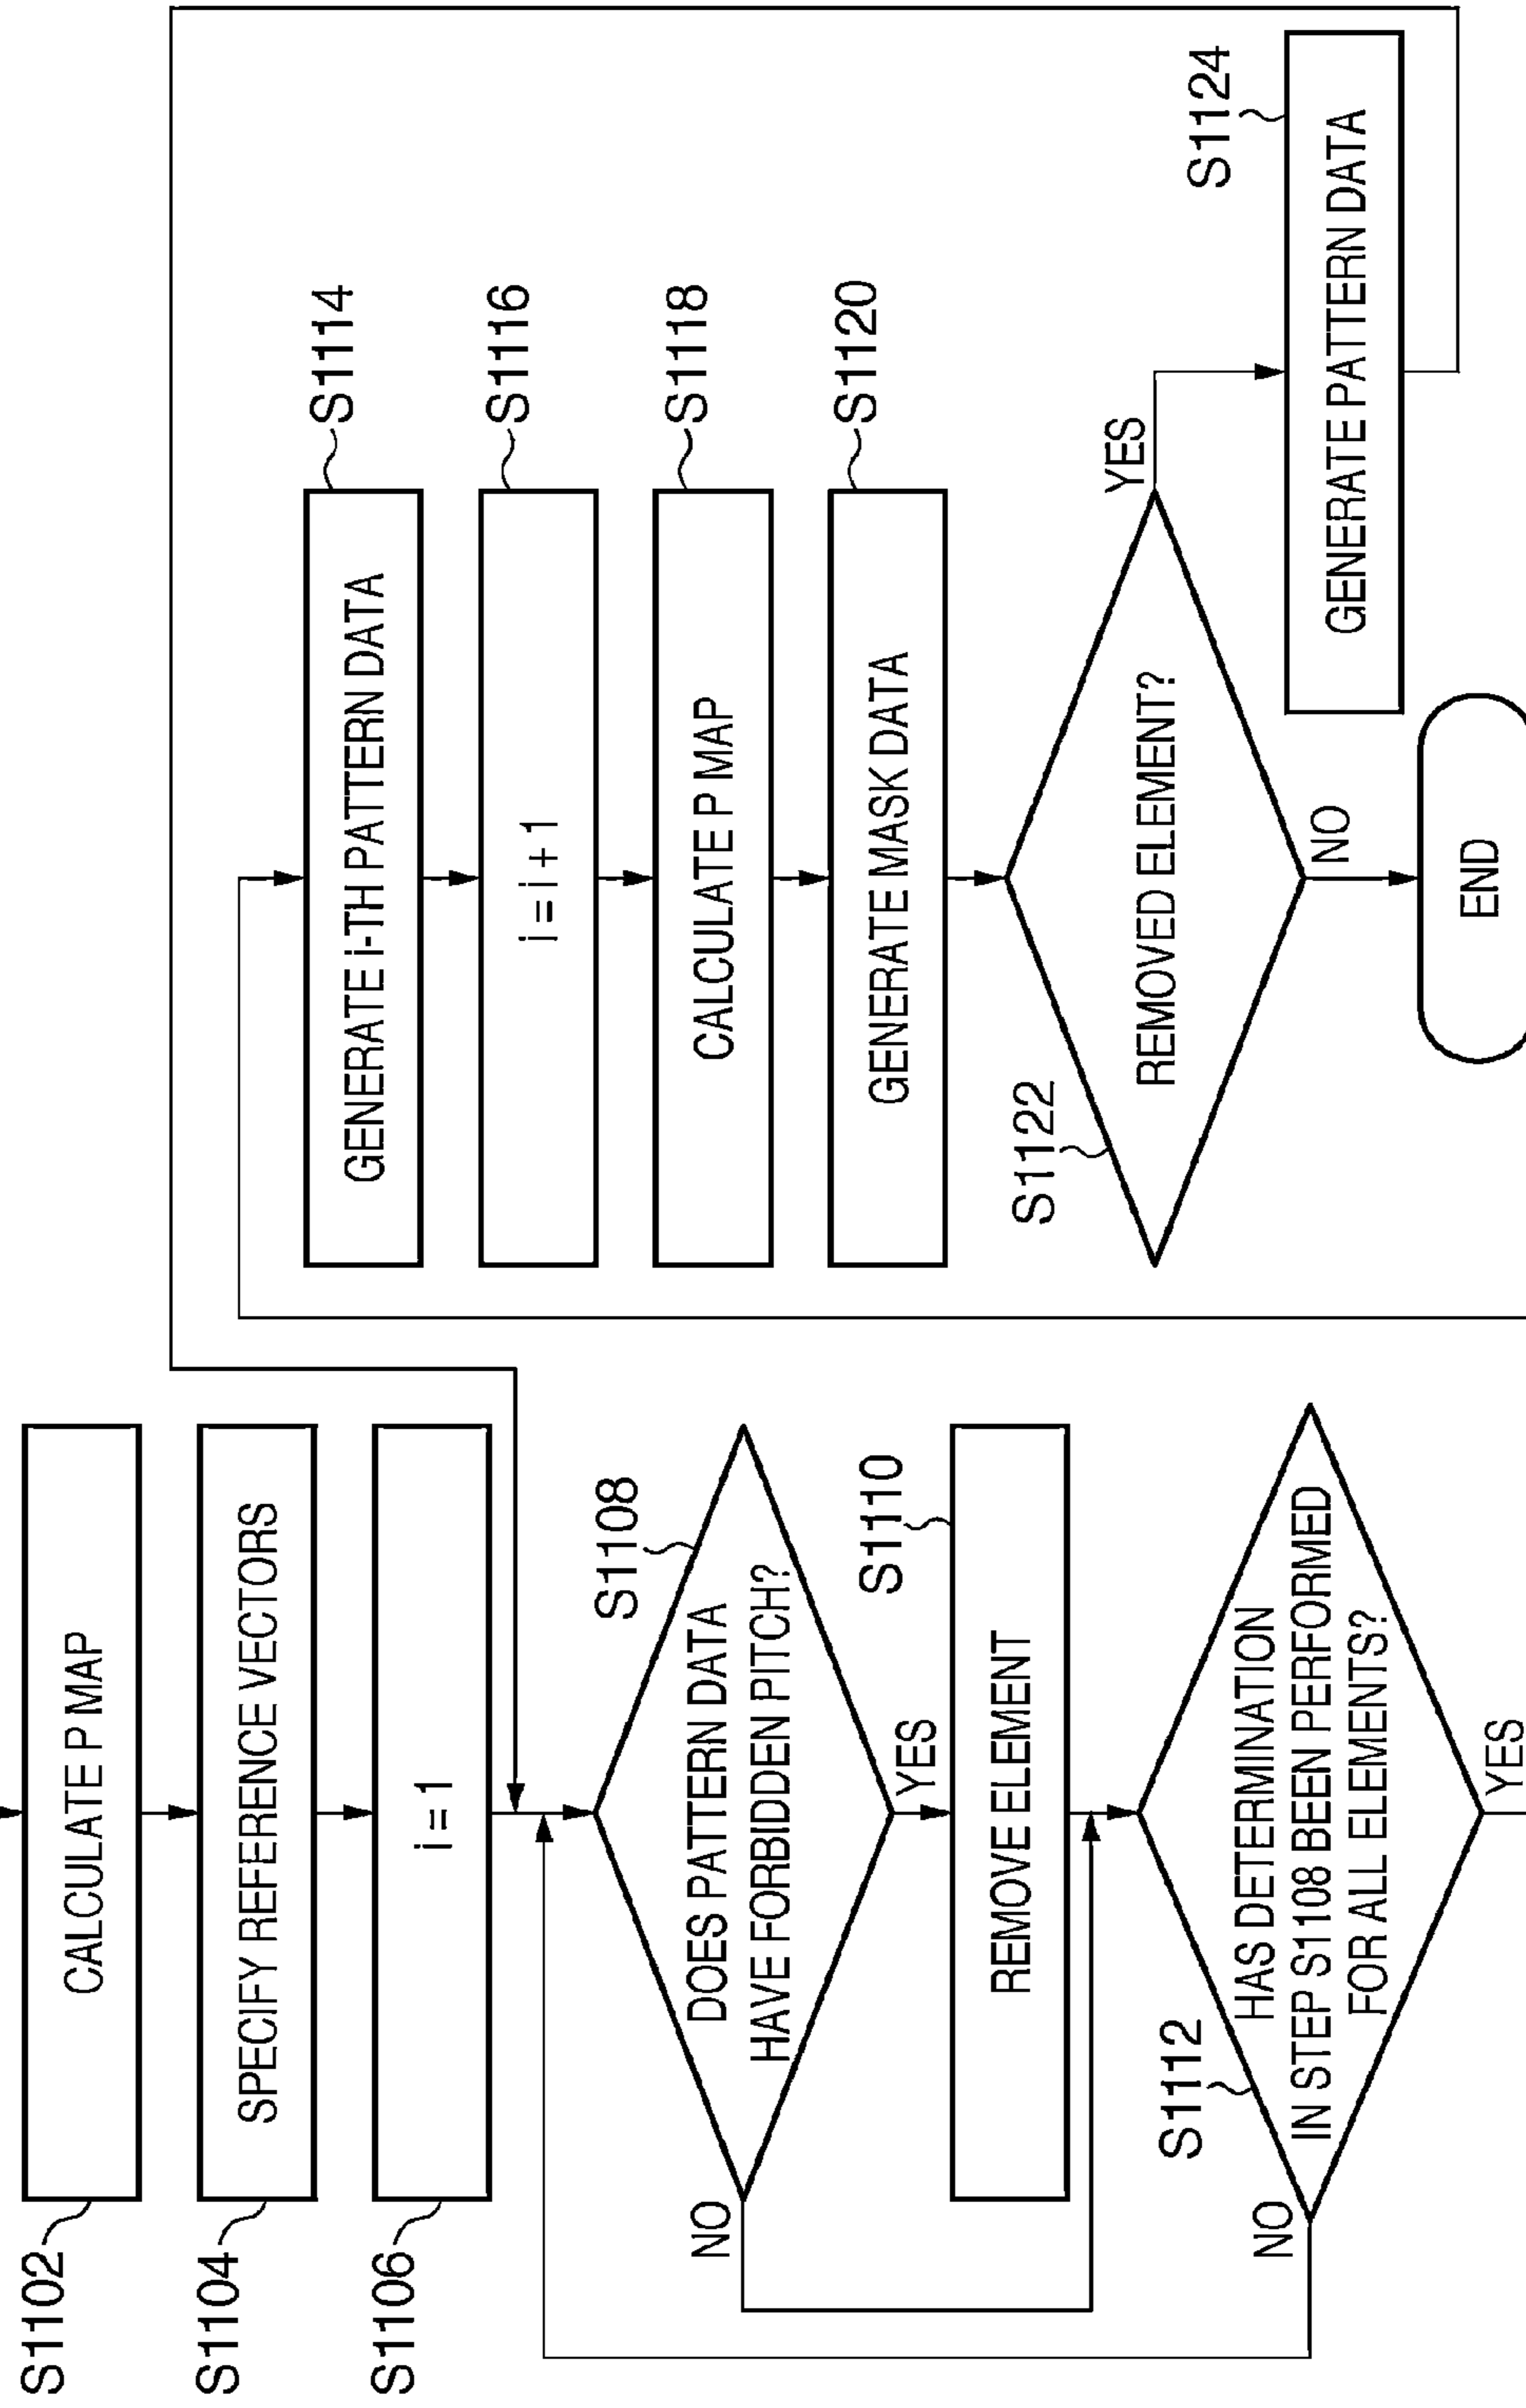 S1102
CALCULATE P MAP
S1104
SPECIFY REFERENCE VECTORS
S1106
i = 1
S1108
DOES PATTERN DATA
HAVE FORBIDDEN PITCH?
NO
YES
S1110
REMOVE ELEMENT
S1112
HAS DETERMINATION
IN STEP S1108 BEEN PERFORMED
FOR ALL ELEMENTS?
NO
YES
S1114
GENERATE i-TH PATTERN DATA
S1116
i = i + 1
S1118
CALCULATE P MAP
S1120
GENERATE MASK DATA
S1122
REMOVED ELEMENT?
YES
NO
S1124
GENERATE PATTERN DATA
END